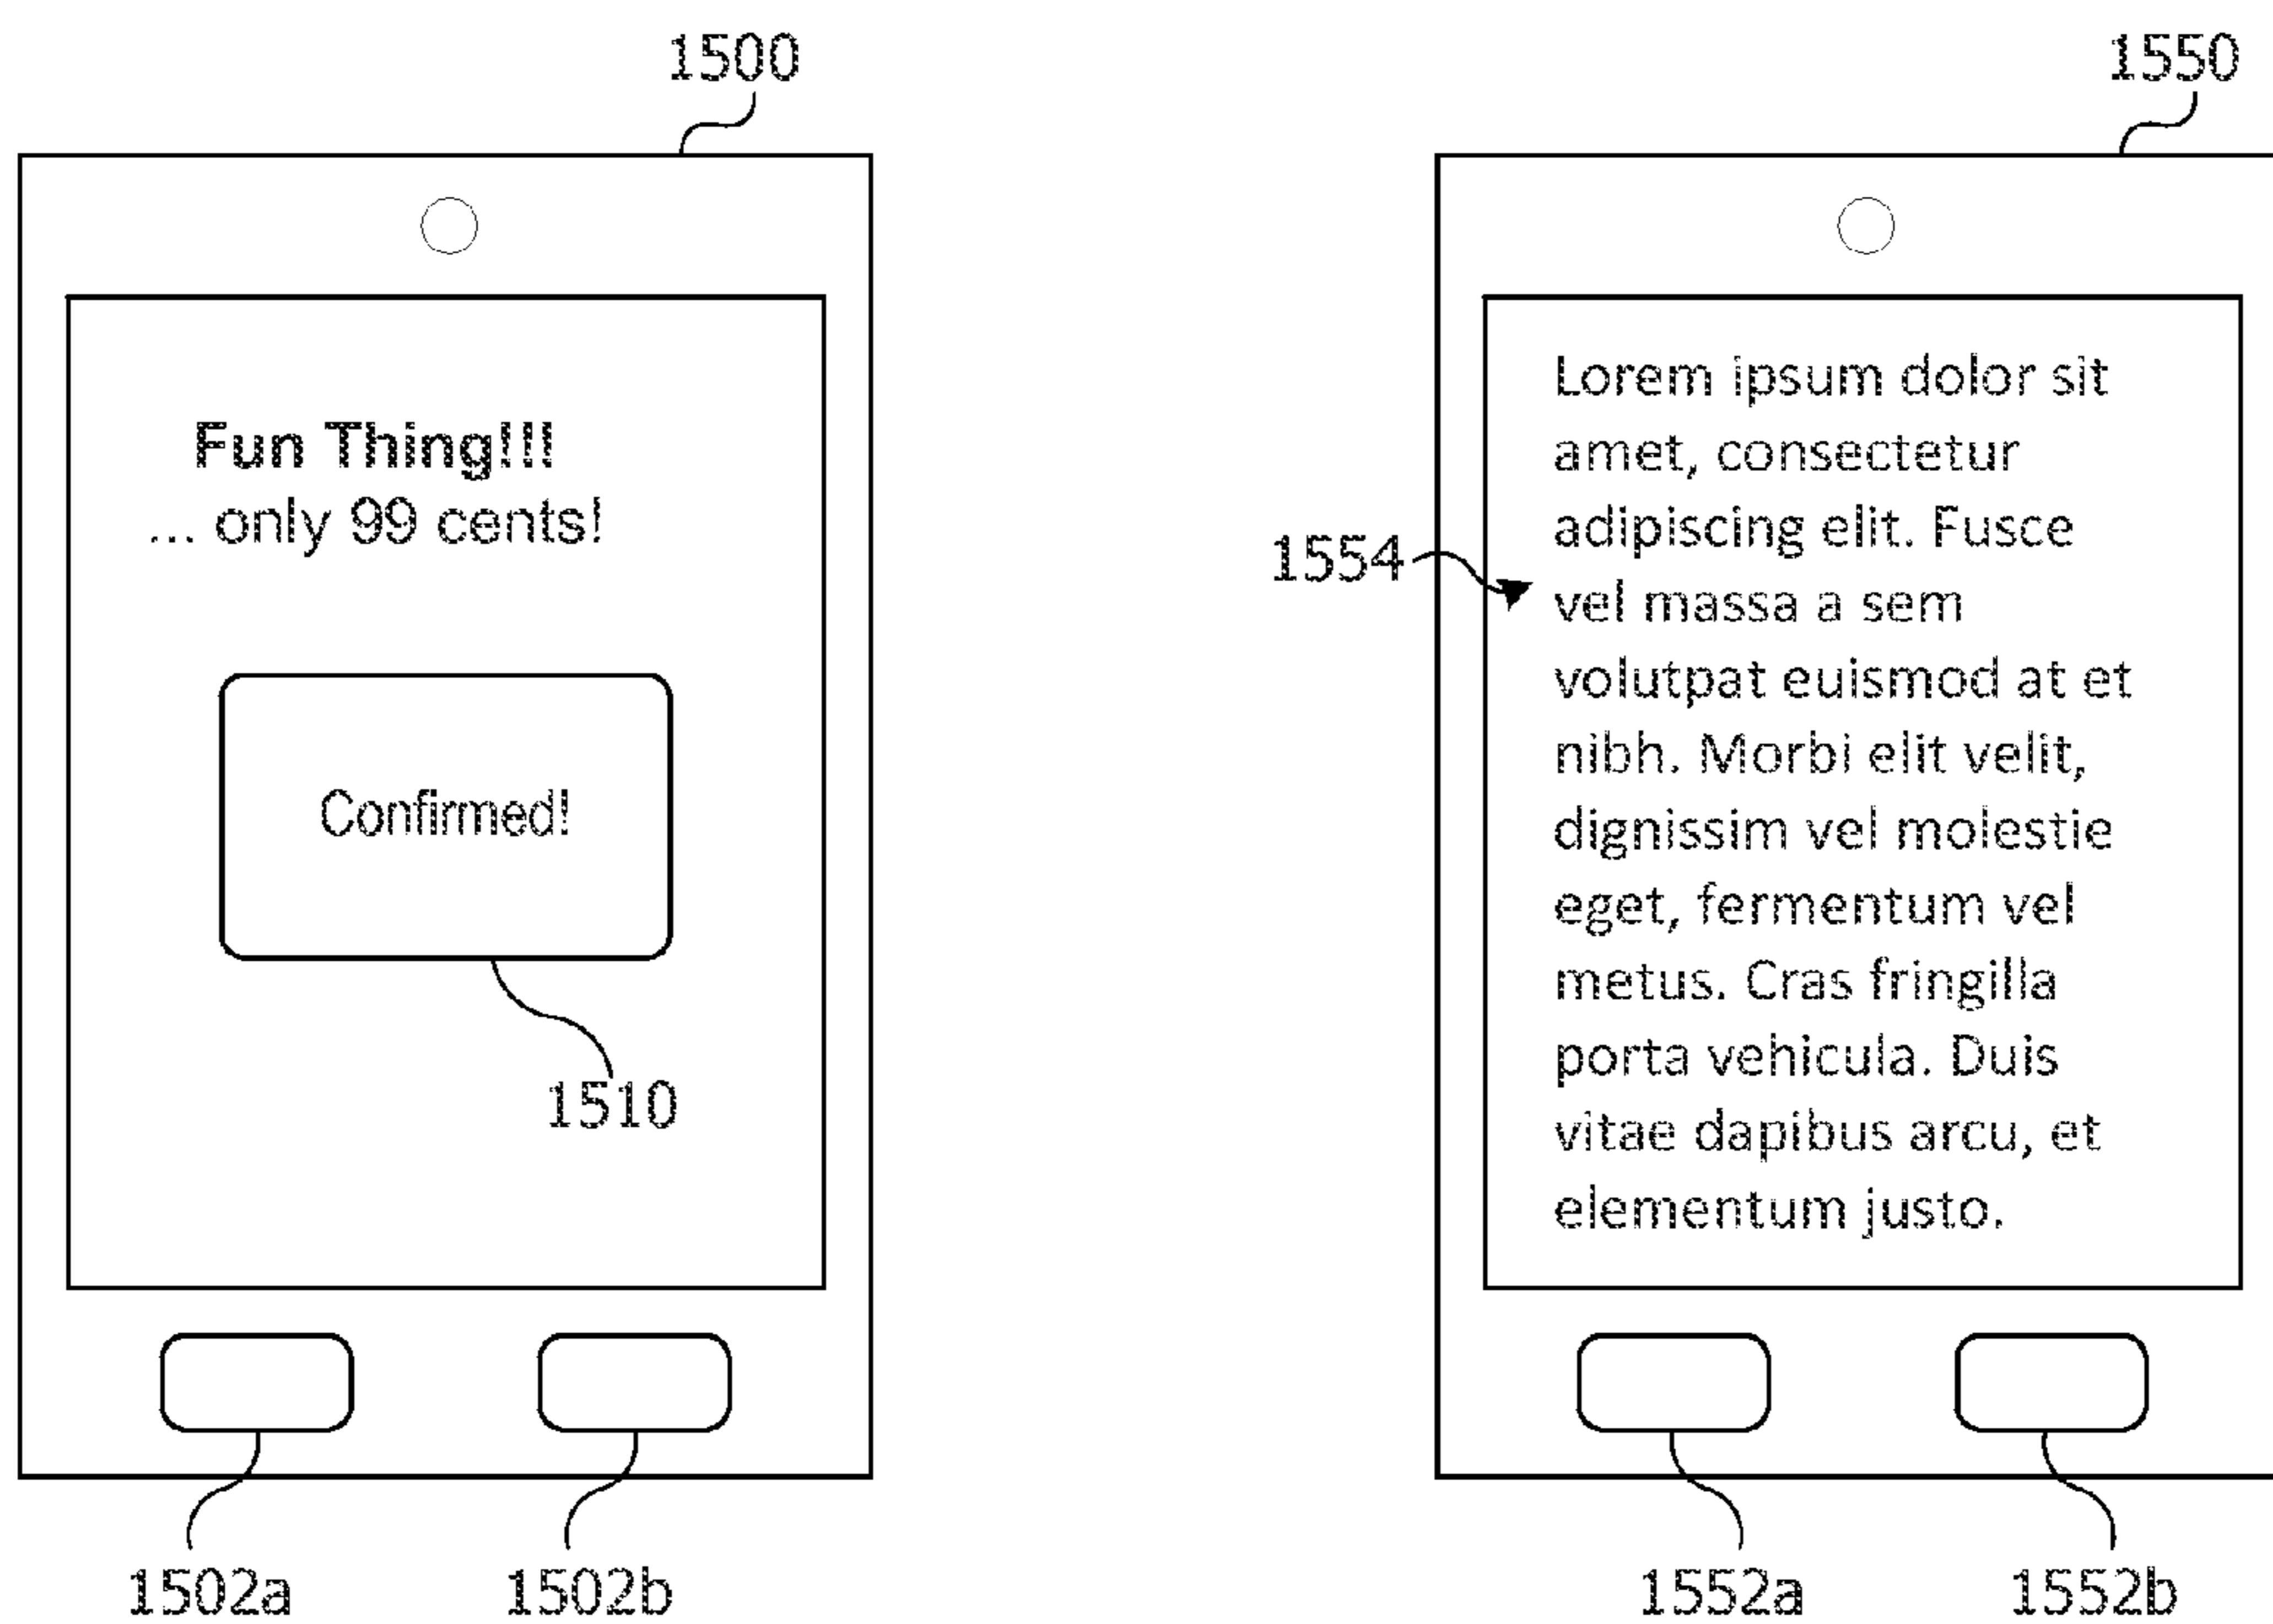 1500
Fun Thing!!!
... only 99 cents!
Confirmed!
1510
1502a
1502b
1550
Lorem ipsum dolor sit
amet, consectetur
adipiscing elit. Fusce
vel massa a sem
volutpat euismod at et
nibh. Morbi elit velit,
dignissim vel molestie
eget, fermentum vel
metus. Cras fringilla
porta vehicula. Duis
vitae dapibus arcu, et
elementum justo.
1554
1552a
1552b